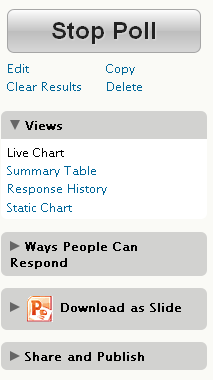 Stop Poll
Edit Copy
Clear Results Delete
Views
Live Chart
Summary Table
Response History
Static Chart
Ways People Can
Respond
Download as Slide
Share and Publish